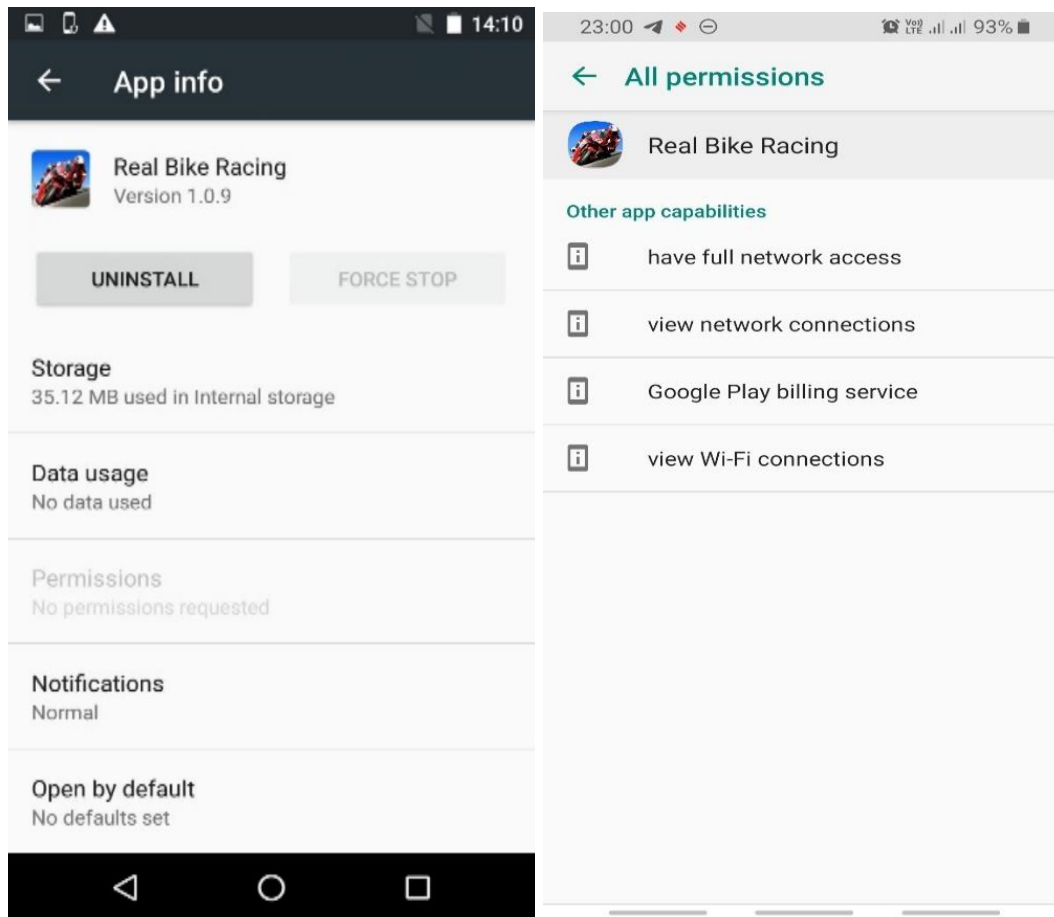 14:10
App info
Real Bike Racing
Version 1.0.9
UNINSTALL
FORCE STOP
Storage
35.12 MB used in Internal storage
Data usage
No data used
Permissions
No permissions requested
Notifications
Normal
Open by default
No defaults set
23:00
Vo))
LTE
93%
All permissions
Real Bike Racing
Other app capabilities
have full network access
view network connections
Google Play billing service
view Wi-Fi connections